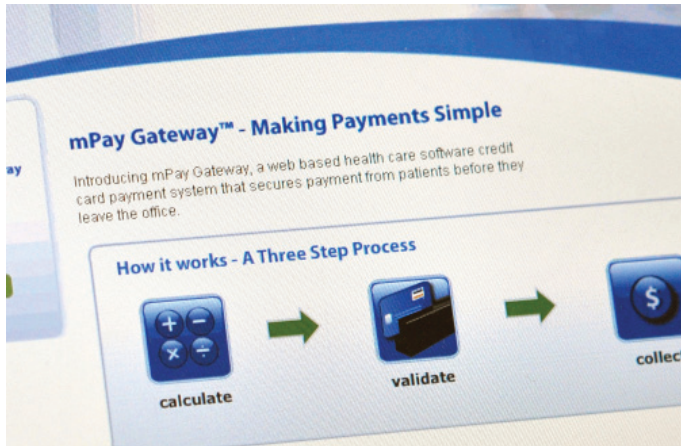 mPay Gateway™ - Making Payments Simple
ay
Introducing mPay Gateway, a web based health care software credit
card payment system that secures payment from patients before they
leave the office.
How it works - A Three Step Process
+ −
× ÷
$
calculate
validate
collect